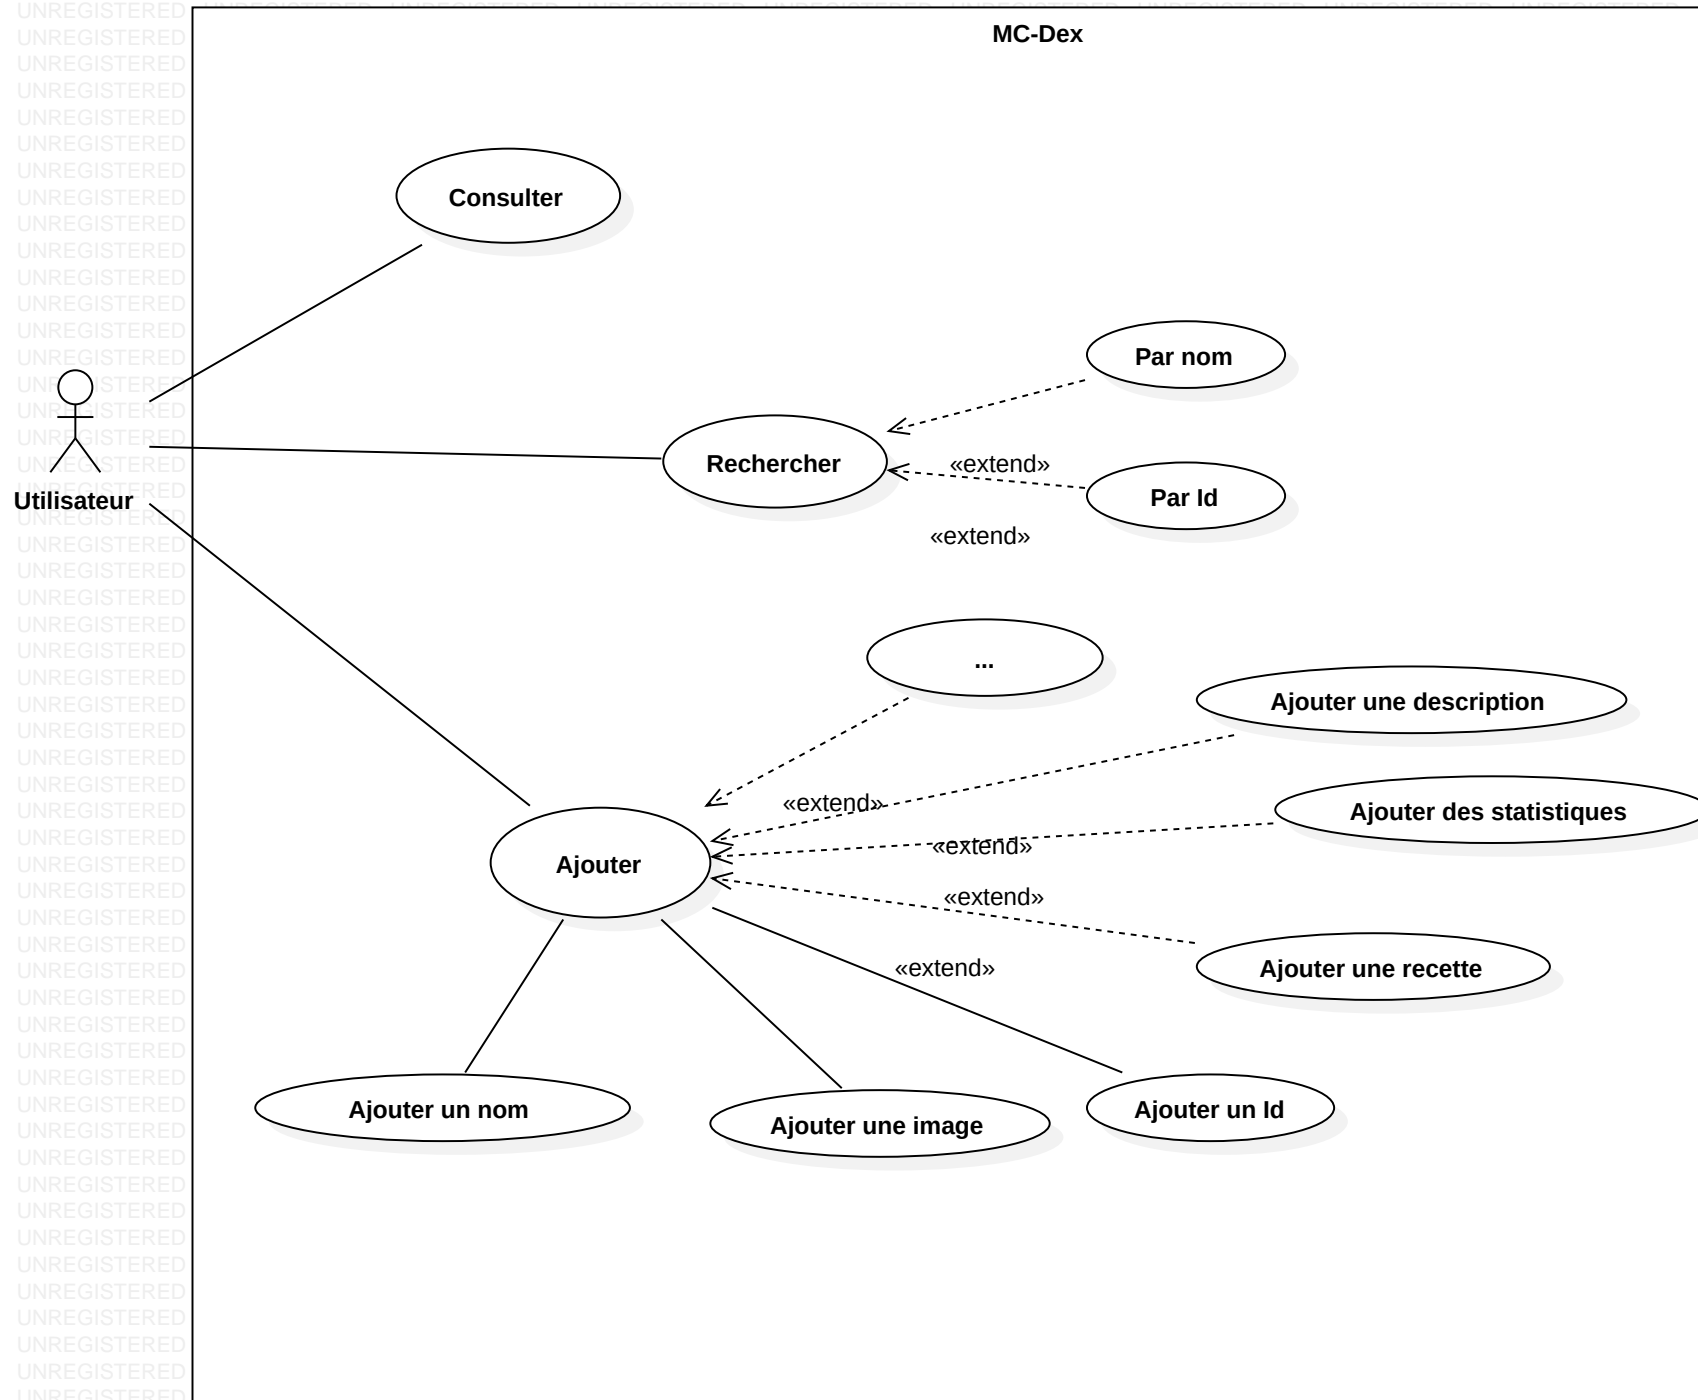 MC-Dex
Consulter
Par nom
Rechercher
«extend»
Par Id
Utilisateur
«extend»
...
Ajouter une description
«extend»
Ajouter des statistiques
«extend»
Ajouter
«extend»
«extend»
Ajouter une recette
Ajouter un nom
Ajouter une image
Ajouter un Id
UNREGISTERED